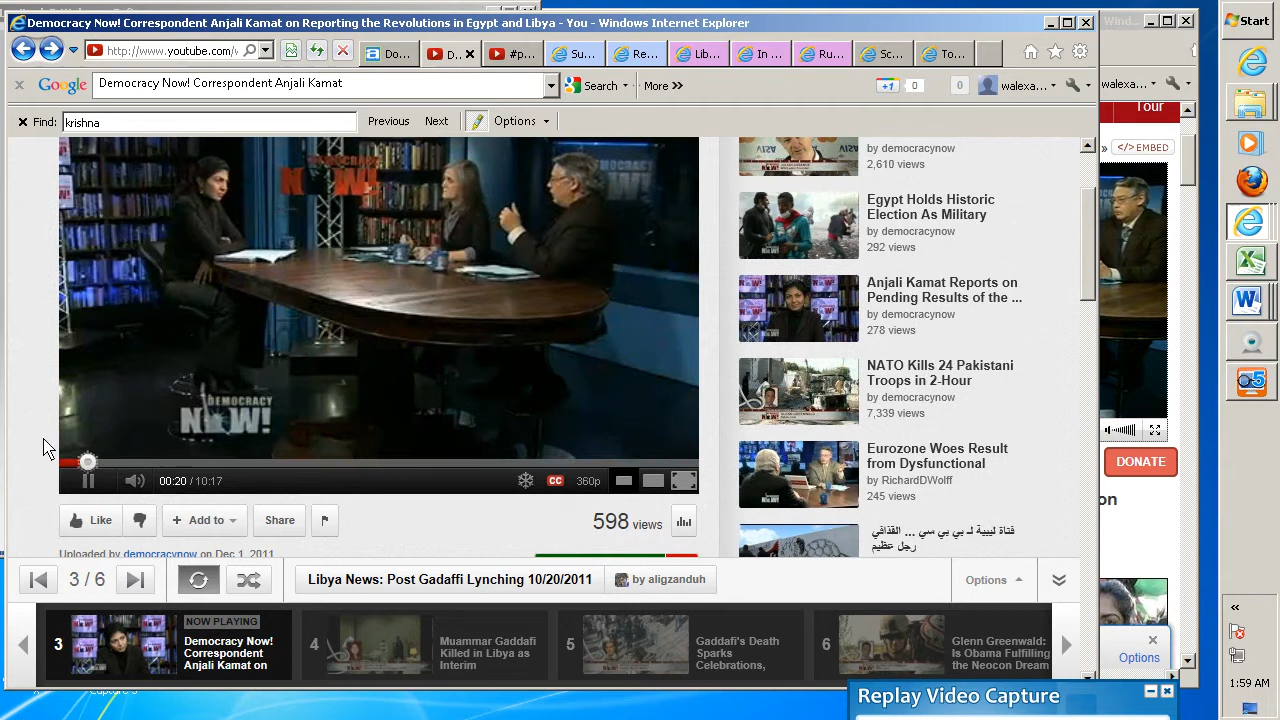 Democracy Now! Correspondent Anjali Kamat on Reporting the Revolutions in Egypt and Libya - You - Windows Internet Explorer
Wind...
Start
http://www.youtube.com/
Do...
D...
#p...
Su...
Re...
Lib...
In ...
Ru...
Sc...
To...
Google
Democracy Now! Correspondent Anjali Kamat
Search
More »
+1
0
0
walexa...
walexa...
Find:
krishna
Previous
Next
Options
Tour
» </> EMBED
DEMOCRACY NOW!
by democracynow
2,610 views
Egypt Holds Historic
Election As Military
by democracynow
292 views
Anjali Kamat Reports on
Pending Results of the ...
by democracynow
278 views
NATO Kills 24 Pakistani
Troops in 2-Hour
by democracynow
7,339 views
Eurozone Woes Result
from Dysfunctional
by RichardDWolff
245 views
فتاة ليبية لـ بي بي سي ... القذافي
رجل عظيم
DONATE
on
00:20 / 10:17
CC
360p
Like
+ Add to
Share
598 views
Uploaded by democracynow on Dec 1, 2011
3 / 6
Libya News: Post Gadaffi Lynching 10/20/2011
by aligzanduh
Options
3
NOW PLAYING
Democracy Now!
Correspondent
Anjali Kamat on
4
Muammar Gaddafi
Killed in Libya as
Interim
5
Gaddafi's Death
Sparks
Celebrations,
6
Glenn Greenwald:
Is Obama Fulfilling
the Neocon Dream
Options
1:59 AM
Replay Video Capture